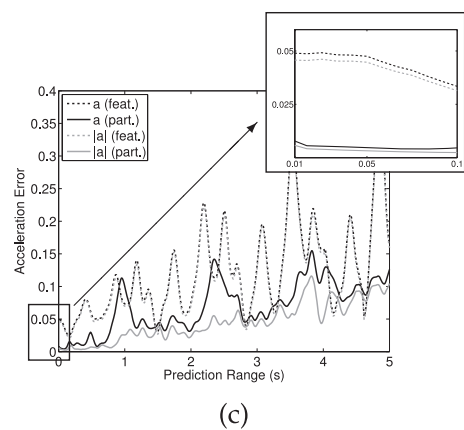 0.05
0.025
0.01 0.05 0.1
0.4
0.35
0.3
0.25
0.2
0.15
0.1
0.05
0
a (feat.)
a (part.)
|a| (feat.)
|a| (part.)
Acceleration Error
0 1 2 3 4 5
Prediction Range (s)
(c)